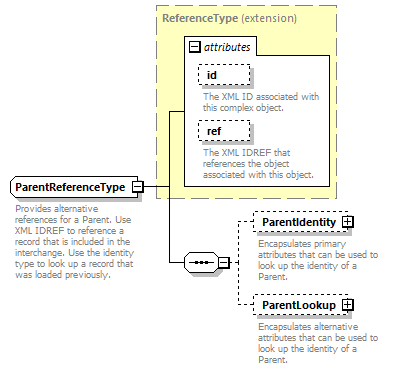 ReferenceType (extension)
attributes
id
The XML ID associated with
this complex object.
ref
The XML IDREF that
references the object
associated with this object.
ParentReferenceType
Provides alternative
references for a Parent. Use
XML IDREF to reference a
record that is included in the
interchange. Use the identity
type to look up a record that
was loaded previously.
ParentIdentity
Encapsulates primary
attributes that can be used to
look up the identity of a
Parent.
ParentLookup
Encapsulates alternative
attributes that can be used to
look up the identity of a
Parent.